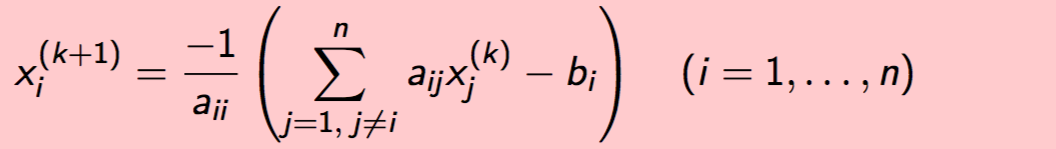 $x_i^{(k+1)} = \frac{-1}{a_{ii}} \left( \sum_{j=1,\, j \neq i}^{n} a_{ij} x_j^{(k)} - b_i \right) \quad (i = 1, \ldots, n)$